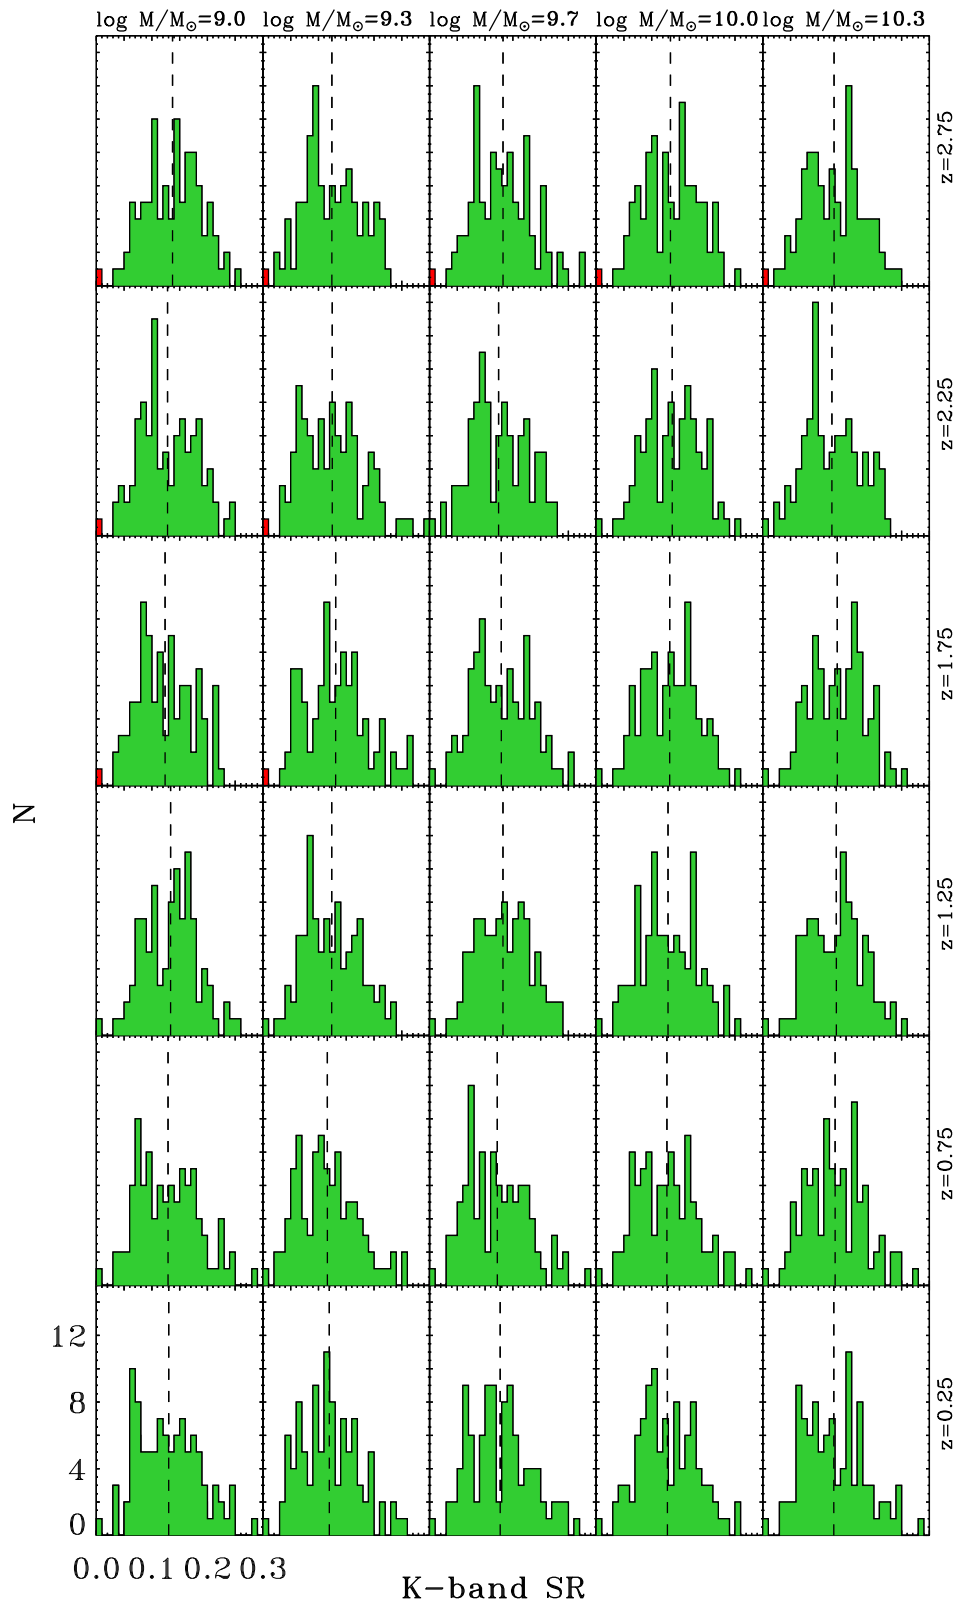 log M/M⊙=9.0 log M/M⊙=9.3 log M/M⊙=9.7 log M/M⊙=10.0 log M/M⊙=10.3
z=2.75
z=2.25
z=1.75
N
z=1.25
z=0.75
12
8
z=0.25
4
0
0.0 0.1 0.2 0.3
K-band SR